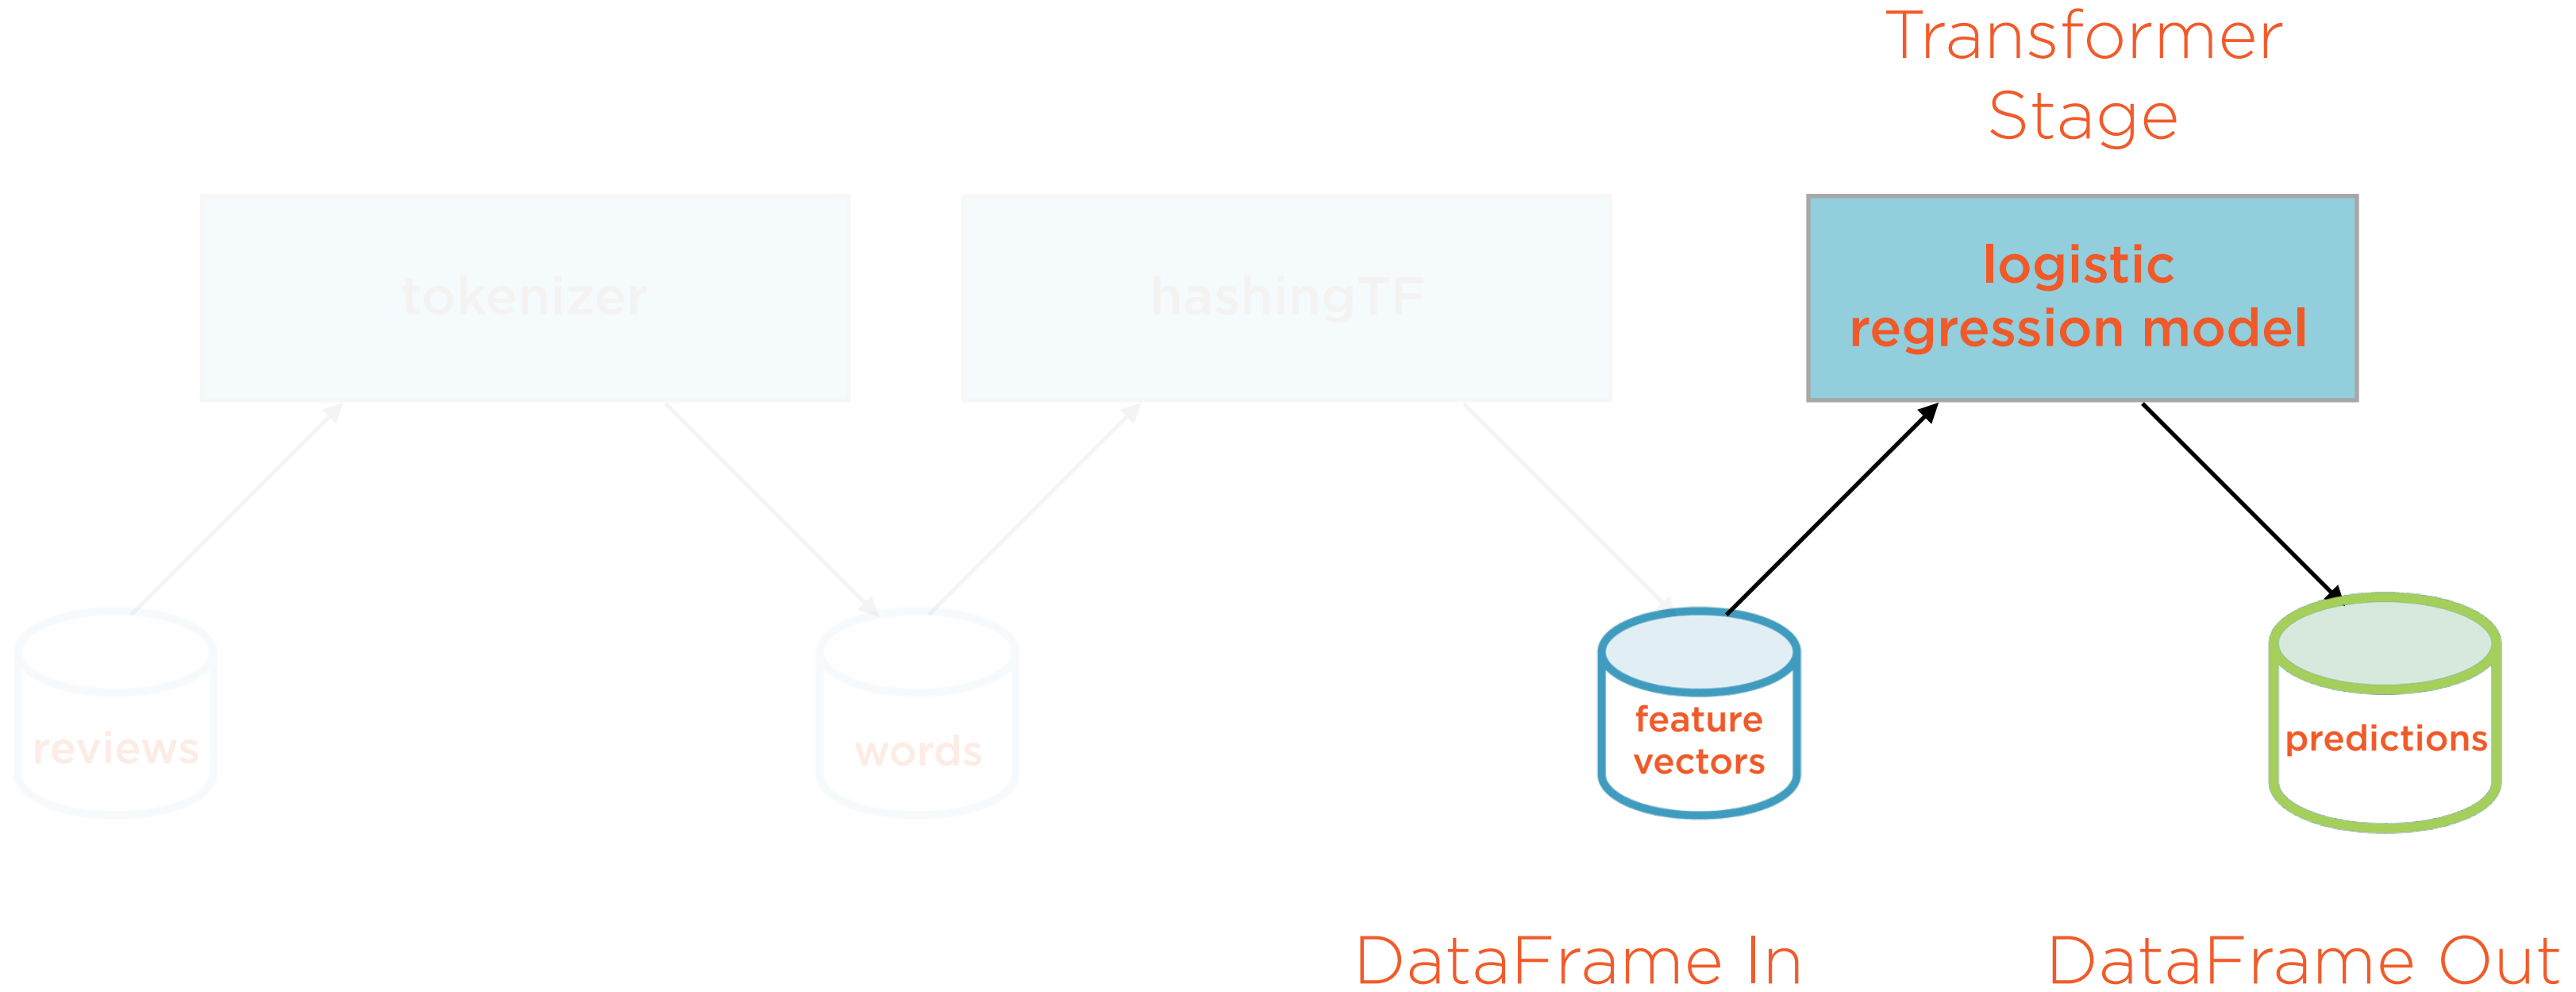 Transformer
Stage
tokenizer
hashingTF
logistic
regression model
reviews
words
feature
vectors
predictions
DataFrame In
DataFrame Out